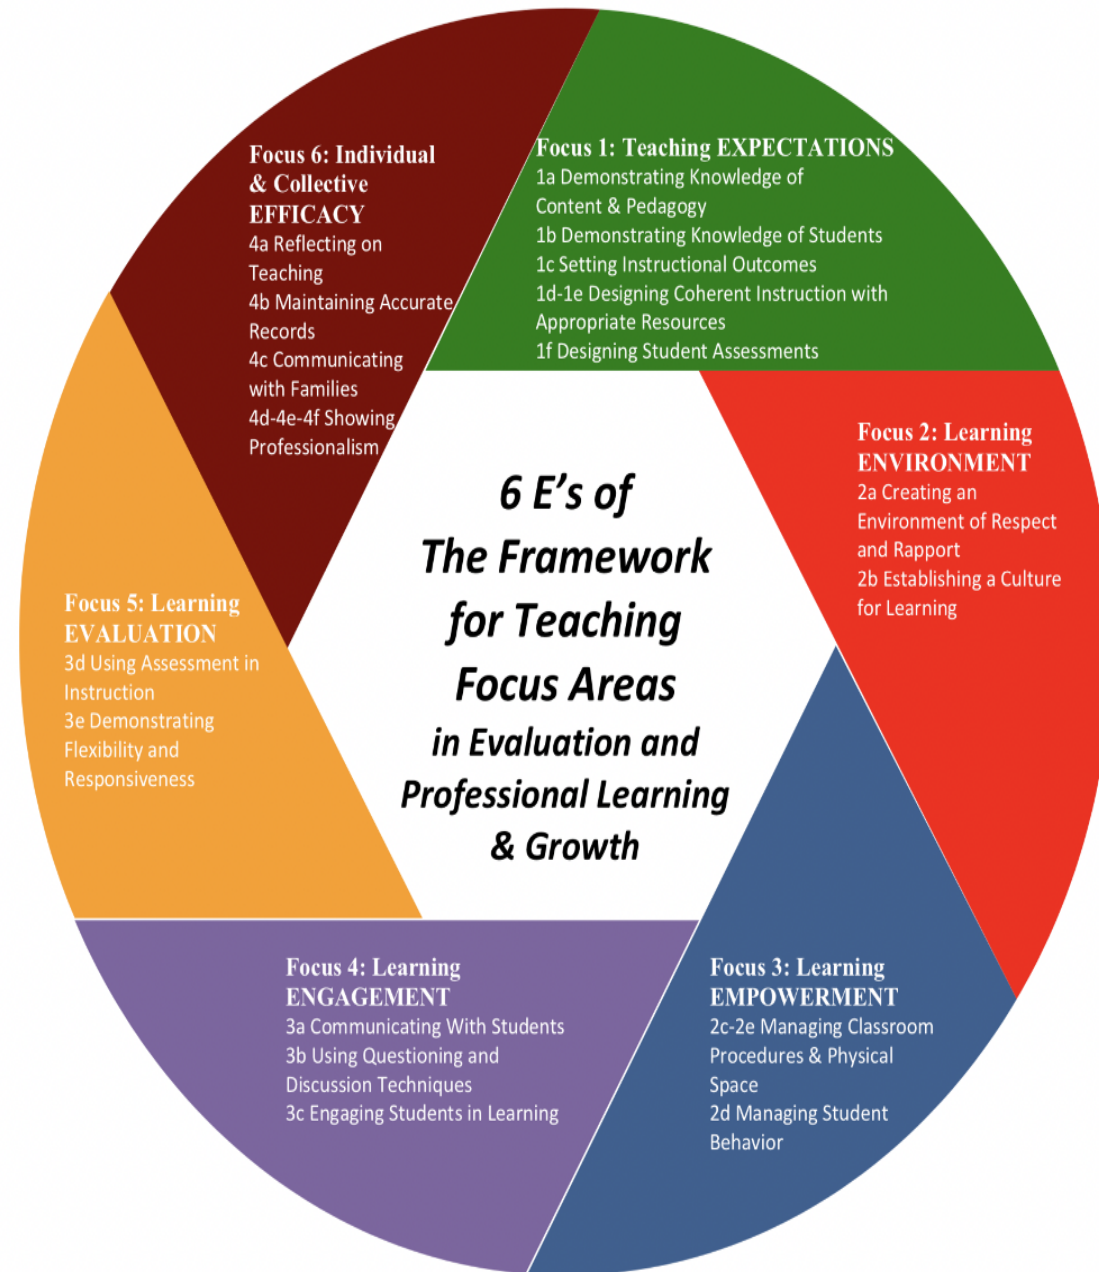 Focus 1: Teaching EXPECTATIONS
1a Demonstrating Knowledge of
Content & Pedagogy
1b Demonstrating Knowledge of Students
1c Setting Instructional Outcomes
1d-1e Designing Coherent Instruction with
Appropriate Resources
1f Designing Student Assessments
Focus 2: Learning
ENVIRONMENT
2a Creating an
Environment of Respect
and Rapport
2b Establishing a Culture
for Learning
Focus 3: Learning
EMPOWERMENT
2c-2e Managing Classroom
Procedures & Physical
Space
2d Managing Student
Behavior
Focus 4: Learning
ENGAGEMENT
3a Communicating With Students
3b Using Questioning and
Discussion Techniques
3c Engaging Students in Learning
Focus 5: Learning
EVALUATION
3d Using Assessment in
Instruction
3e Demonstrating
Flexibility and
Responsiveness
Focus 6: Individual
& Collective
EFFICACY
4a Reflecting on
Teaching
4b Maintaining Accurate
Records
4c Communicating
with Families
4d-4e-4f Showing
Professionalism
6 E’s of
The Framework
for Teaching
Focus Areas
in Evaluation and
Professional Learning
& Growth